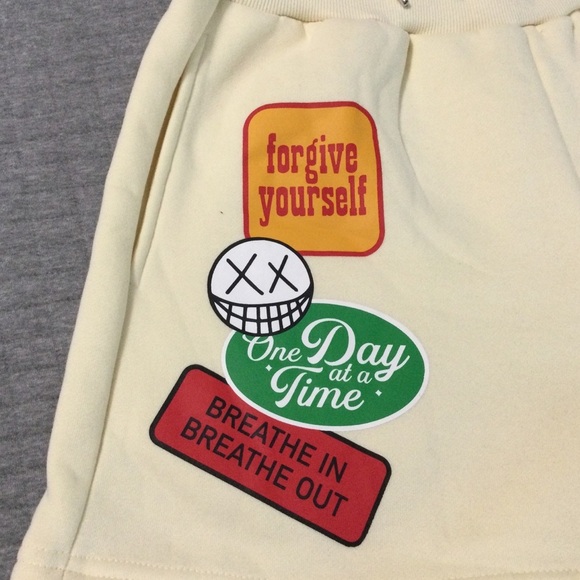 forgive
yourself
One Day
at a
Time
BREATHE IN
BREATHE OUT